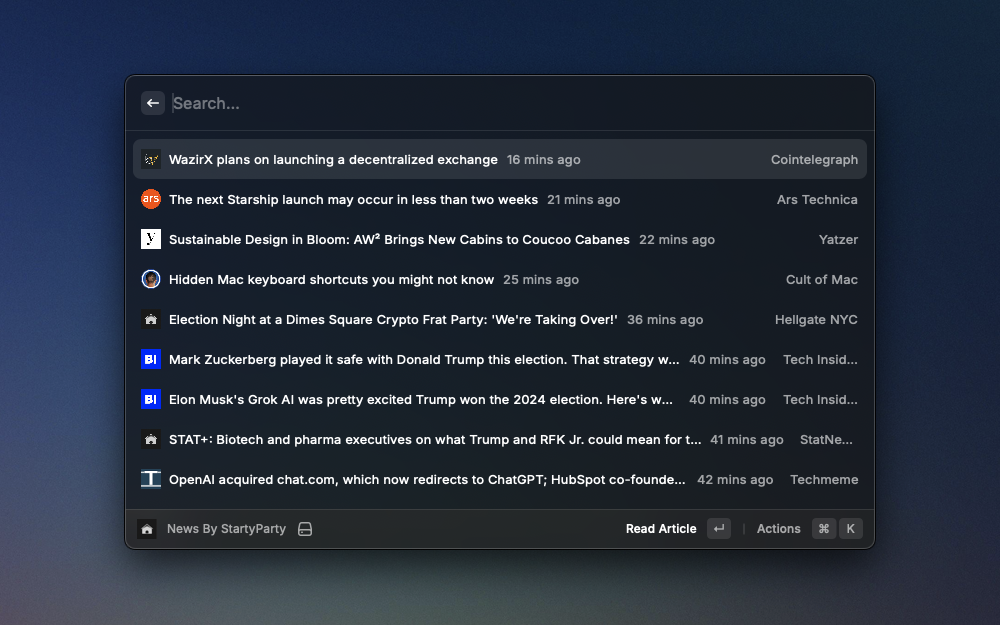 Search...
WazirX plans on launching a decentralized exchange 16 mins ago Cointelegraph
ars The next Starship launch may occur in less than two weeks 21 mins ago Ars Technica
y Sustainable Design in Bloom: AW² Brings New Cabins to Coucoo Cabanes 22 mins ago Yatzer
Hidden Mac keyboard shortcuts you might not know 25 mins ago Cult of Mac
Election Night at a Dimes Square Crypto Frat Party: 'We're Taking Over!' 36 mins ago Hellgate NYC
BI Mark Zuckerberg played it safe with Donald Trump this election. That strategy w... 40 mins ago Tech Insid...
BI Elon Musk's Grok AI was pretty excited Trump won the 2024 election. Here's w... 40 mins ago Tech Insid...
STAT+: Biotech and pharma executives on what Trump and RFK Jr. could mean for t... 41 mins ago StatNe...
OpenAI acquired chat.com, which now redirects to ChatGPT; HubSpot co-founde... 42 mins ago Techmeme
News By StartyParty Read Article ↵ | Actions ⌘ K